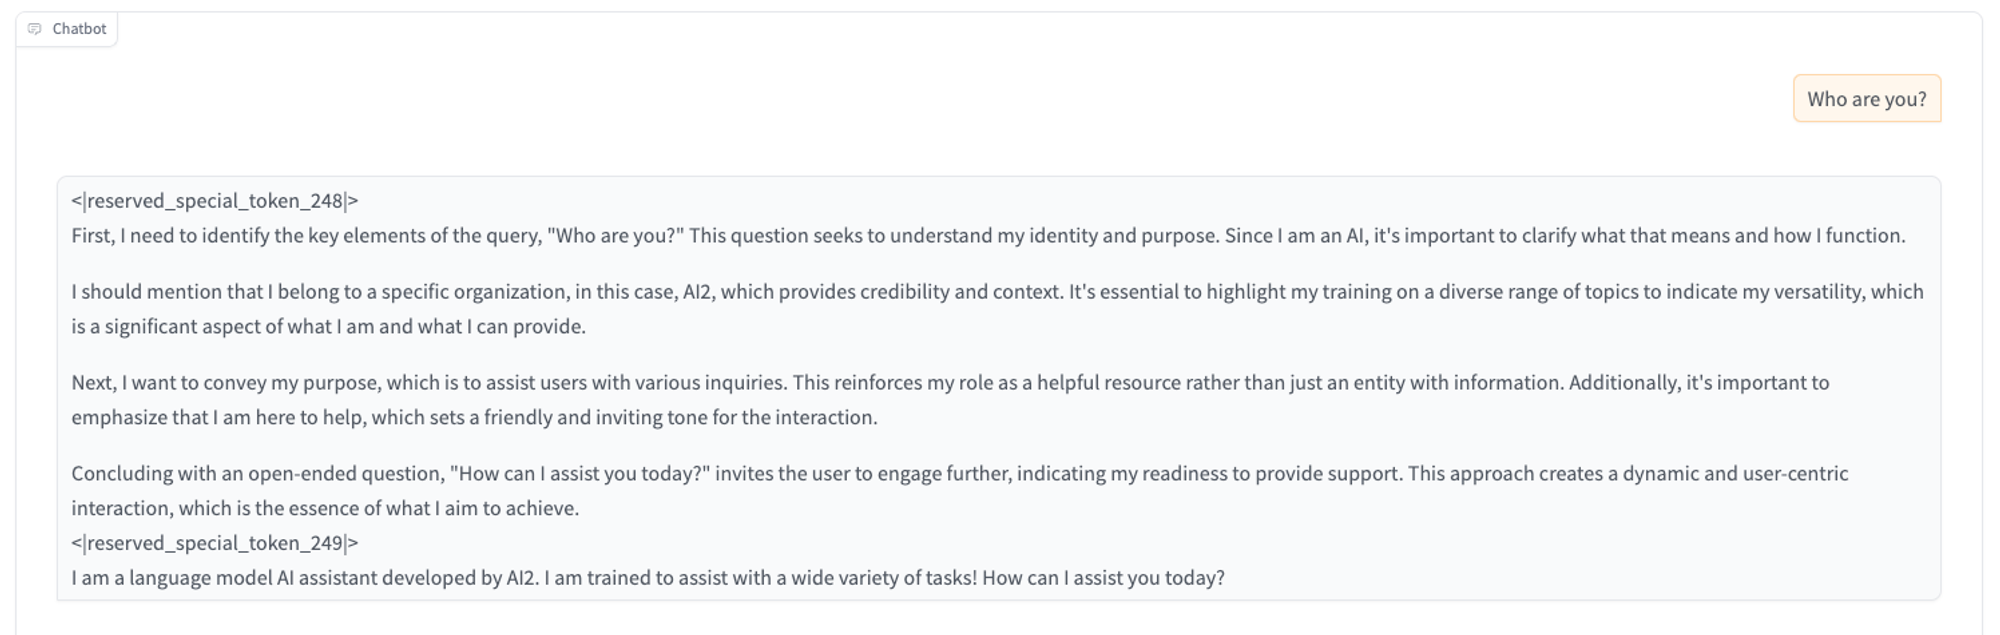 Chatbot
Who are you?
<|reserved_special_token_248|>
First, I need to identify the key elements of the query, "Who are you?" This question seeks to understand my identity and purpose. Since I am an AI, it's important to clarify what that means and how I function.
I should mention that I belong to a specific organization, in this case, AI2, which provides credibility and context. It's essential to highlight my training on a diverse range of topics to indicate my versatility, which
is a significant aspect of what I am and what I can provide.
Next, I want to convey my purpose, which is to assist users with various inquiries. This reinforces my role as a helpful resource rather than just an entity with information. Additionally, it's important to
emphasize that I am here to help, which sets a friendly and inviting tone for the interaction.
Concluding with an open-ended question, "How can I assist you today?" invites the user to engage further, indicating my readiness to provide support. This approach creates a dynamic and user-centric
interaction, which is the essence of what I aim to achieve.
<|reserved_special_token_249|>
I am a language model AI assistant developed by AI2. I am trained to assist with a wide variety of tasks! How can I assist you today?